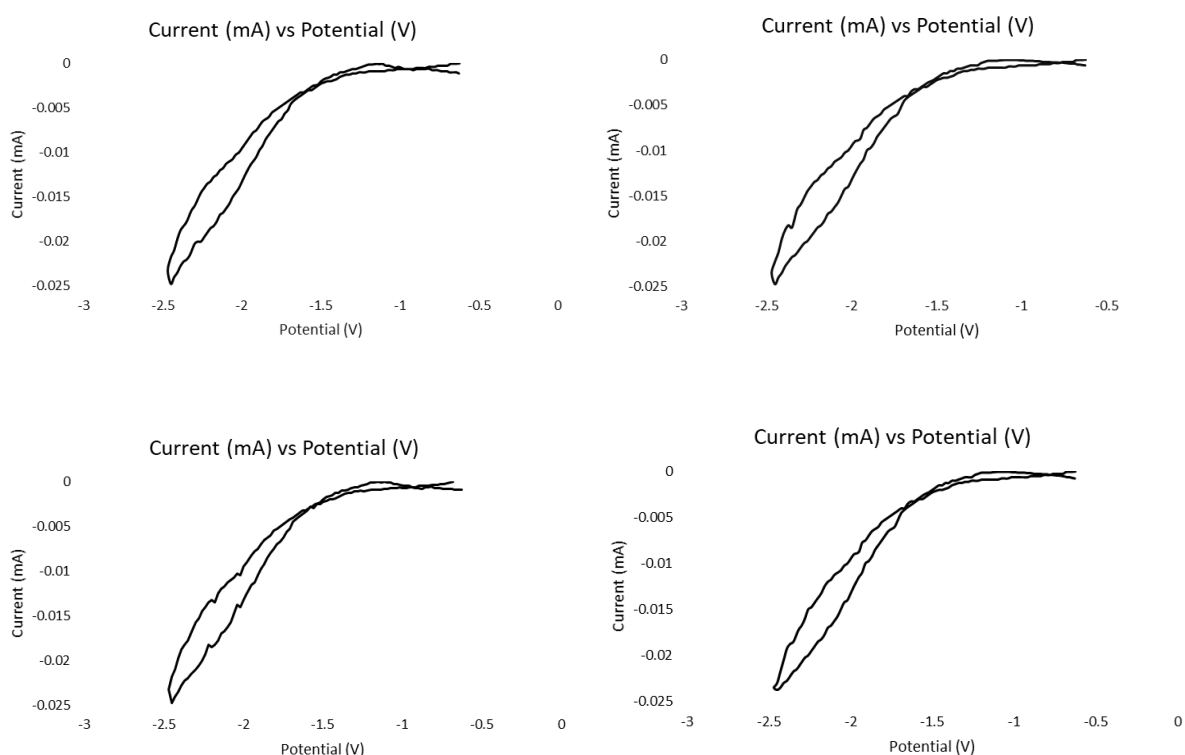 Current (mA) vs Potential (V)
0
-0.005
-0.01
-0.015
-0.02
-0.025
Current (mA)
-3 -2.5 -2 -1.5 -1 -0.5 0
Potential (V)
Current (mA) vs Potential (V)
0
-0.005
-0.01
-0.015
-0.02
-0.025
Current (mA)
-3 -2.5 -2 -1.5 -1 -0.5
Potential (V)
Current (mA) vs Potential (V)
0
-0.005
-0.01
-0.015
-0.02
-0.025
Current (mA)
-3 -2.5 -2 -1.5 -1 -0.5 0
Potential (V)
Current (mA) vs Potential (V)
0
-0.005
-0.01
-0.015
-0.02
-0.025
Current (mA)
-3 -2.5 -2 -1.5 -1 -0.5 0
Potential (V)